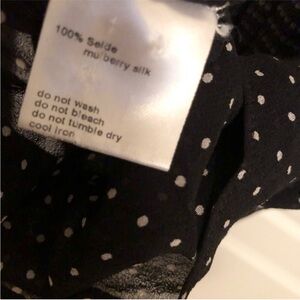 100% Seide
mulberry silk
do not wash
do not bleach
do not tumble dry
cool iron